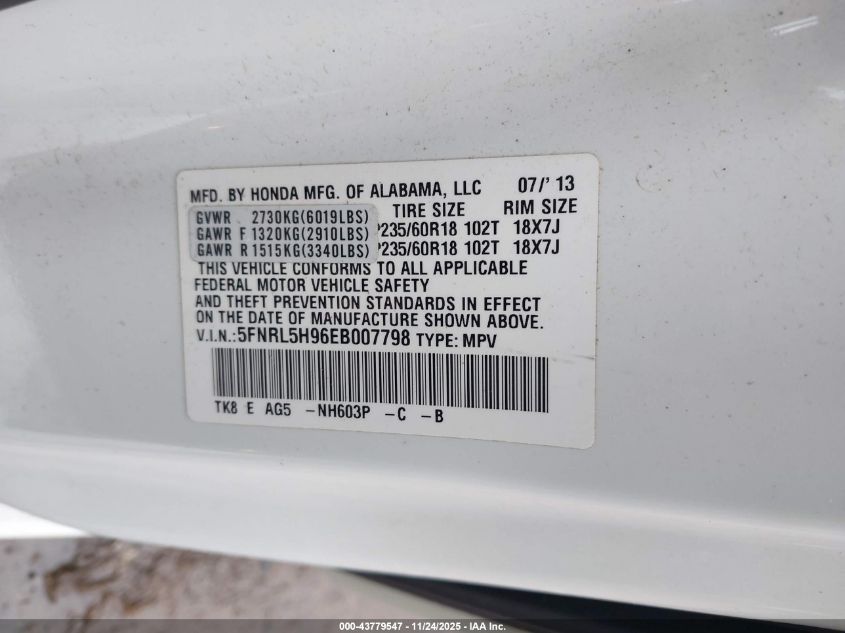 MFD. BY HONDA MFG. OF ALABAMA, LLC 07/' 13
TIRE SIZE RIM SIZE
GVWR 2730KG(6019LBS)
GAWR F 1320KG(2910LBS) P235/60R18 102T 18X7J
GAWR R 1515KG(3340LBS) P235/60R18 102T 18X7J
THIS VEHICLE CONFORMS TO ALL APPLICABLE
FEDERAL MOTOR VEHICLE SAFETY
AND THEFT PREVENTION STANDARDS IN EFFECT
ON THE DATE OF MANUFACTURE SHOWN ABOVE.
V.I.N.:5FNRL5H96EB007798 TYPE: MPV
TK8 E AG5 -NH603P -C -B
000-43779547 - 11/24/2025 - IAA Inc.